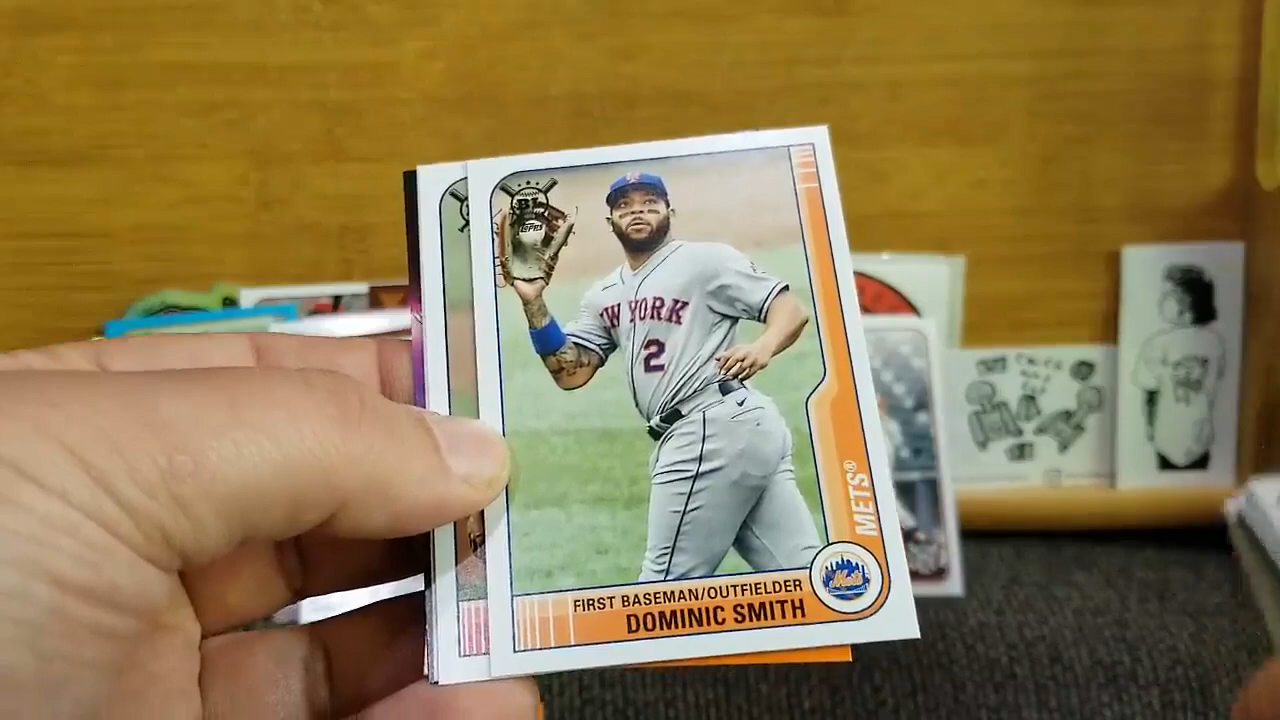 BL
TOPPS
NEW YORK
2
METS®
Mets
FIRST BASEMAN/OUTFIELDER
DOMINIC SMITH